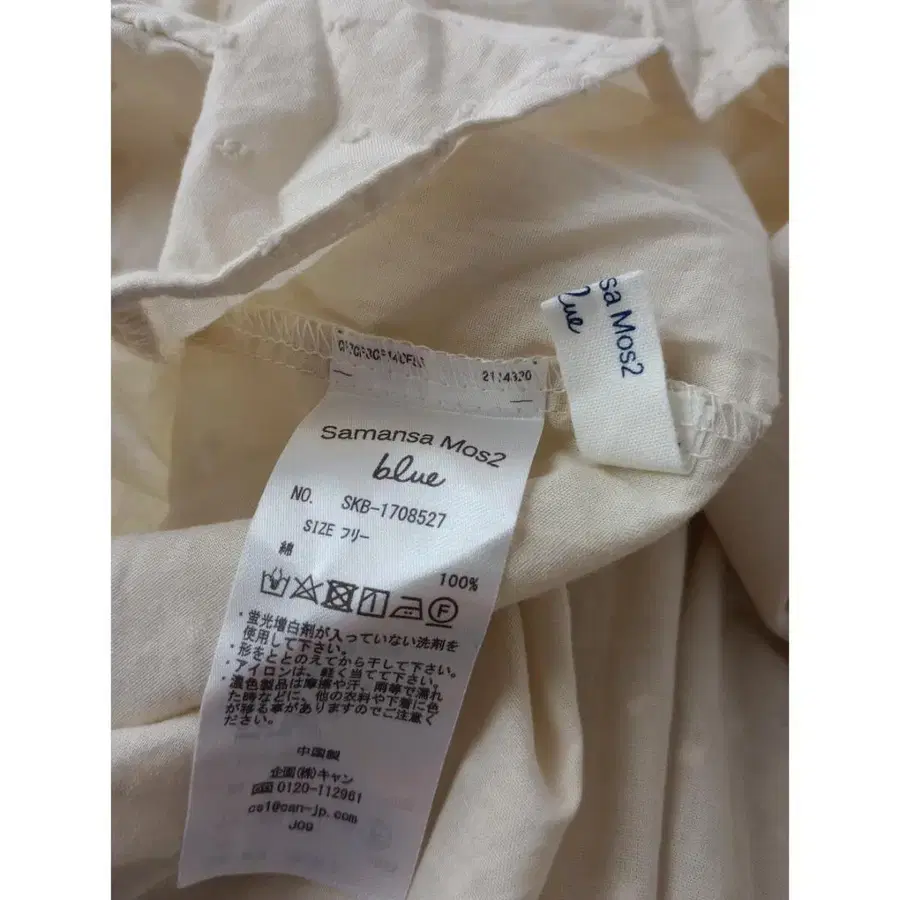 2114320
Samansa Mos2
blue
NO. SKB-1708527
SIZE フリー
綿 100%
F
・蛍光増白剤が入っていない洗剤を
使用して下さい。
・形をととのえてから干して下さい。
・アイロンは、軽く当てて下さい。
・濃色製品は摩擦や汗、雨等で濡れ
た時などに、他の衣料や下着に色
が移る事がありますのでご注意く
ださい。
中国製
企画(株)キャン
0120-112961
cs1@can-jp.com
JOQ
sa Mos2
lue